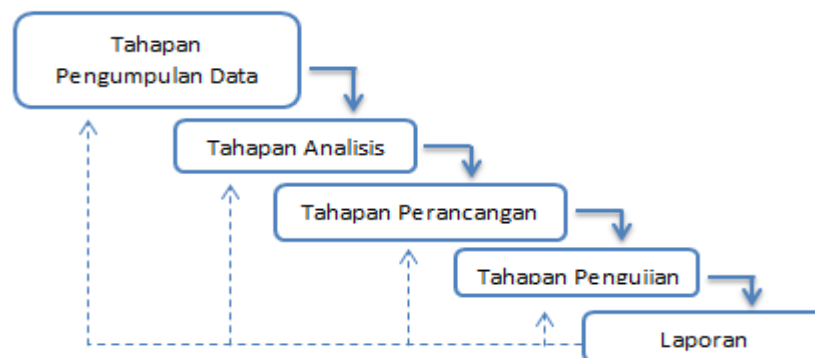 Tahapan
Pengumpulan Data
Tahapan Analisis
Tahapan Perancangan
Tahapan Pengujian
Laporan